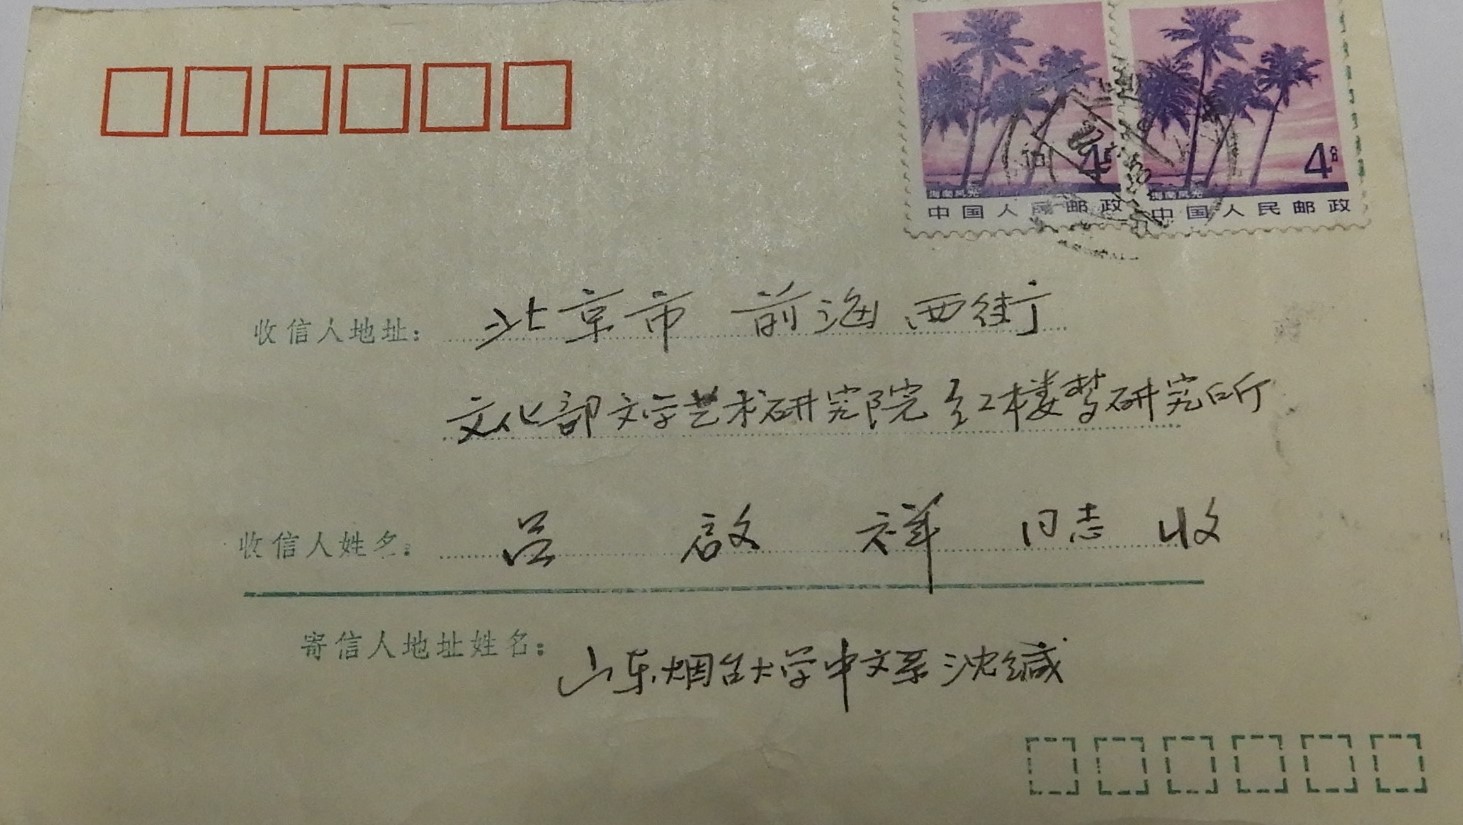 海南风光 4分
中国人民邮政
海南风光 4分
中国人民邮政
收信人地址: 北京市 前海西街
文化部文学艺术研究院红楼梦研究所
收信人姓名: 吕 啟 祥 同志 收
寄信人地址姓名: 山东烟台大学中文系沈缄